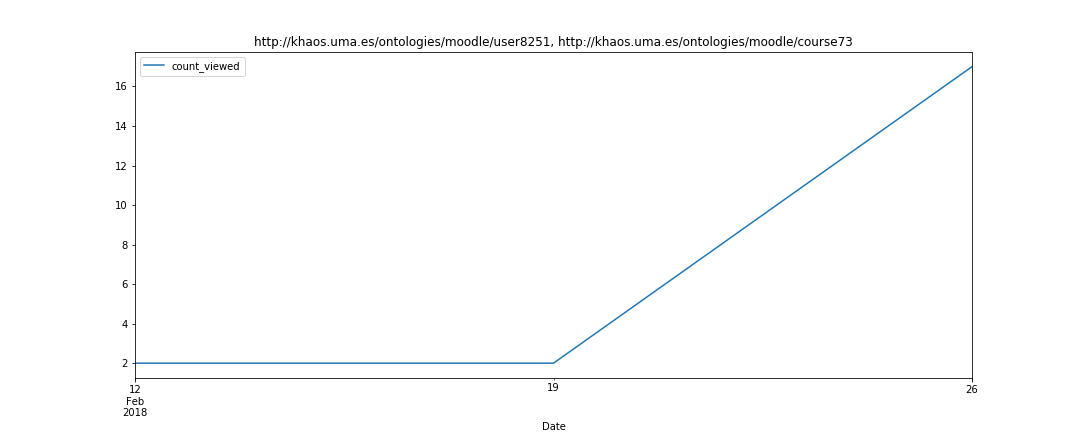 http://khaos.uma.es/ontologies/moodle/user8251, http://khaos.uma.es/ontologies/moodle/course73
count_viewed
16
14
12
10
8
6
4
2
12 19 26
Feb
2018
Date